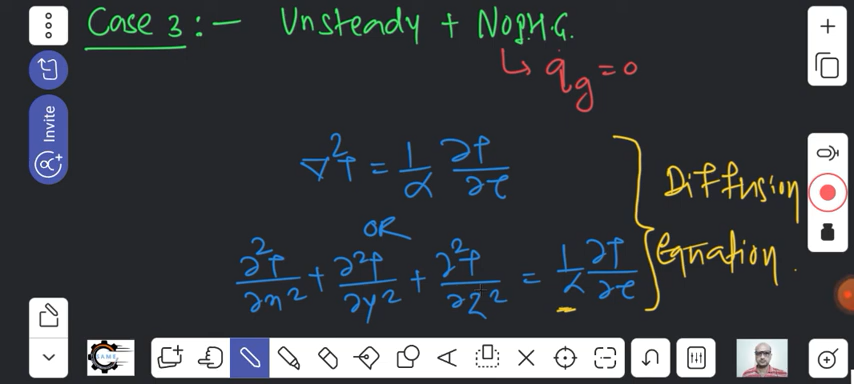 Case 3 :- Unsteady + No I.H.G.
↳ qg = 0
∇²T = 1/α ∂T/∂τ
OR
∂²T/∂x² + ∂²T/∂y² + ∂²T/∂z² = 1/α ∂T/∂τ
Diffusion
equation.
Invite
SAME